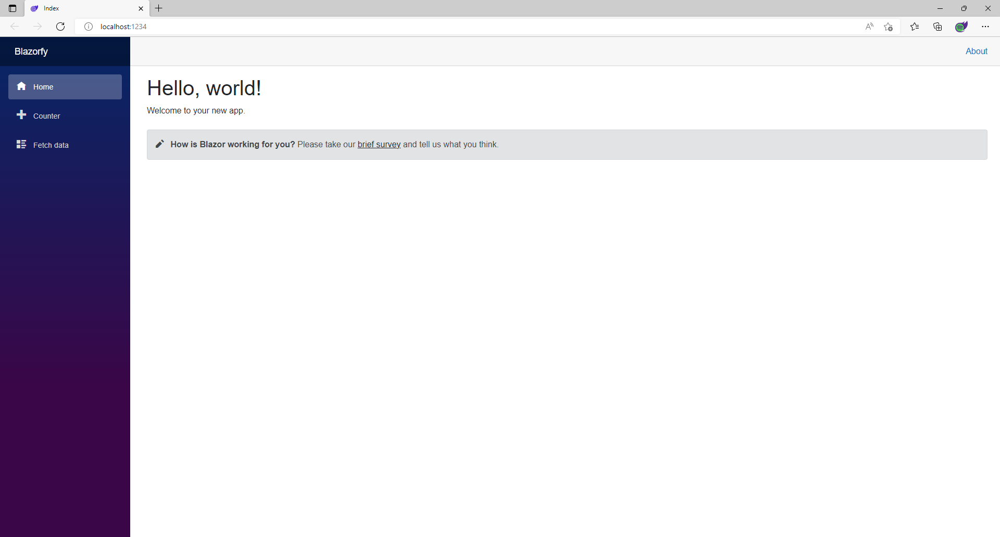 Index
localhost:1234
Blazorfy
About
Home
Counter
Fetch data
Hello, world!
Welcome to your new app.
How is Blazor working for you? Please take our brief survey and tell us what you think.